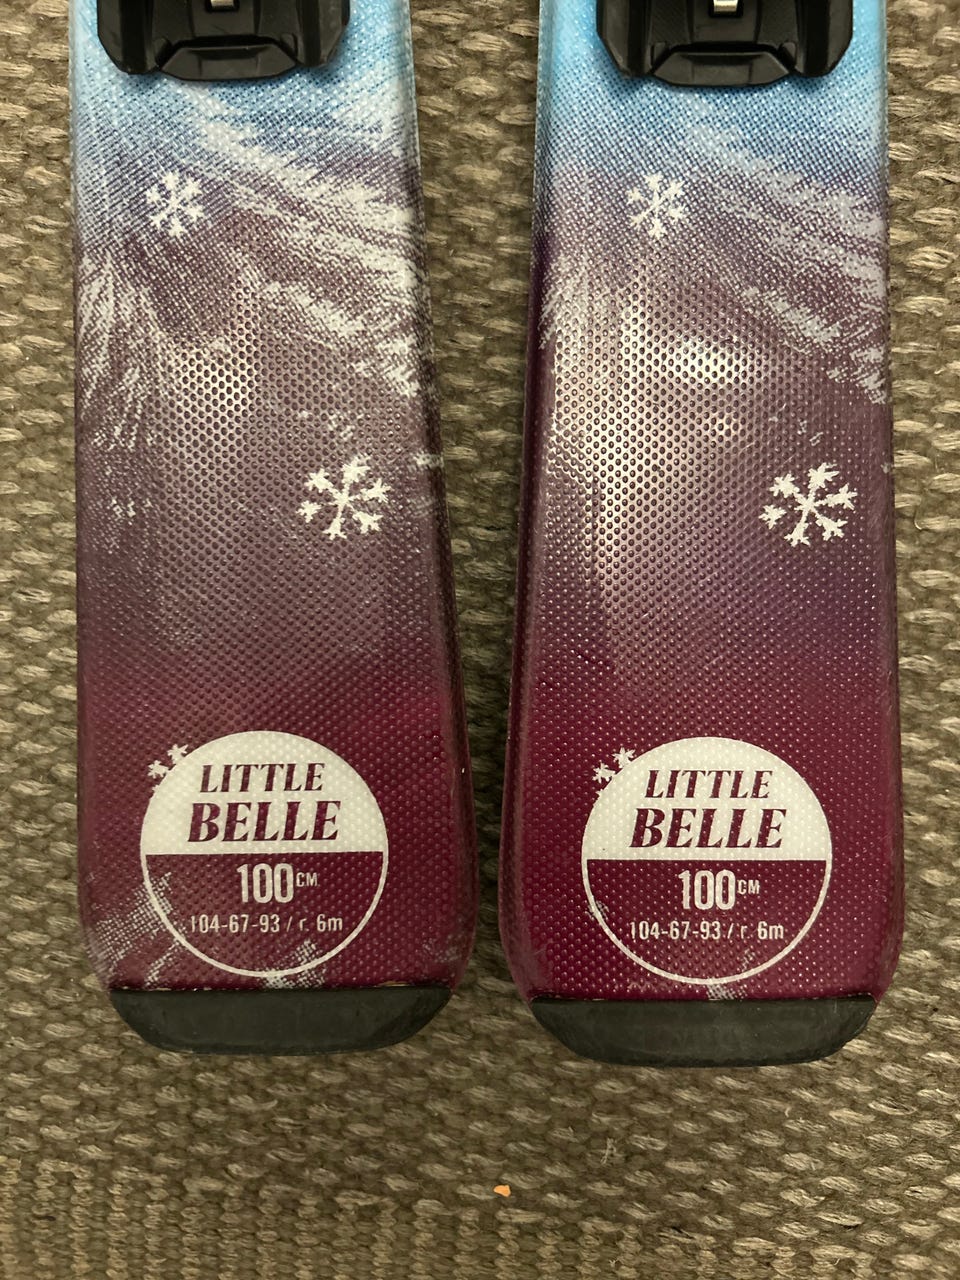 LITTLE
BELLE
100CM
104-67-93 / r. 6m
LITTLE
BELLE
100CM
104-67-93 / r. 6m